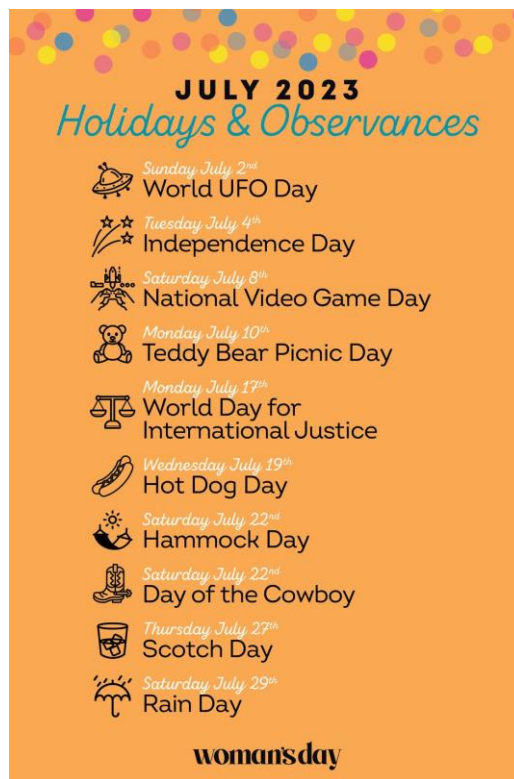 JULY 2023
Holidays & Observances
Sunday July 2nd
World UFO Day
Tuesday July 4th
Independence Day
Saturday July 8th
National Video Game Day
Monday July 10th
Teddy Bear Picnic Day
Monday July 17th
World Day for
International Justice
Wednesday July 19th
Hot Dog Day
Saturday July 22nd
Hammock Day
Saturday July 22nd
Day of the Cowboy
Thursday July 27th
Scotch Day
Saturday July 29th
Rain Day
woman's day